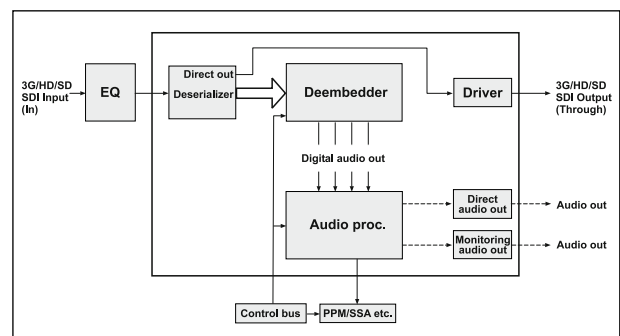 3G/HD/SD
SDI Input
(In)
EQ
Direct out
Deserializer
Deembedder
Driver
3G/HD/SD
SDI Output
(Through)
Digital audio out
Audio proc.
Direct
audio out
Audio out
Monitoring
audio out
Audio out
Control bus
PPM/SSA etc.